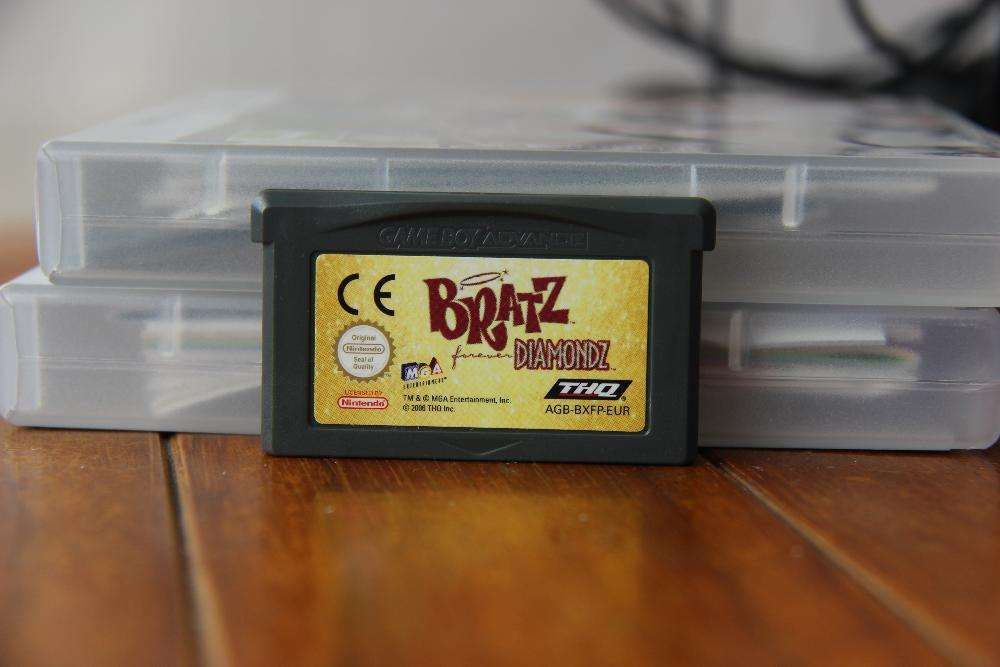 GAME BOY ADVANCE
CE
BRATZ
forever DIAMONDZ
Original
Nintendo
Seal of
Quality
LICENSED BY
Nintendo
MGA
ENTERTAINMENT
TM & © MGA Entertainment, Inc.
© 2006 THQ Inc.
THQ
AGB-BXFP-EUR